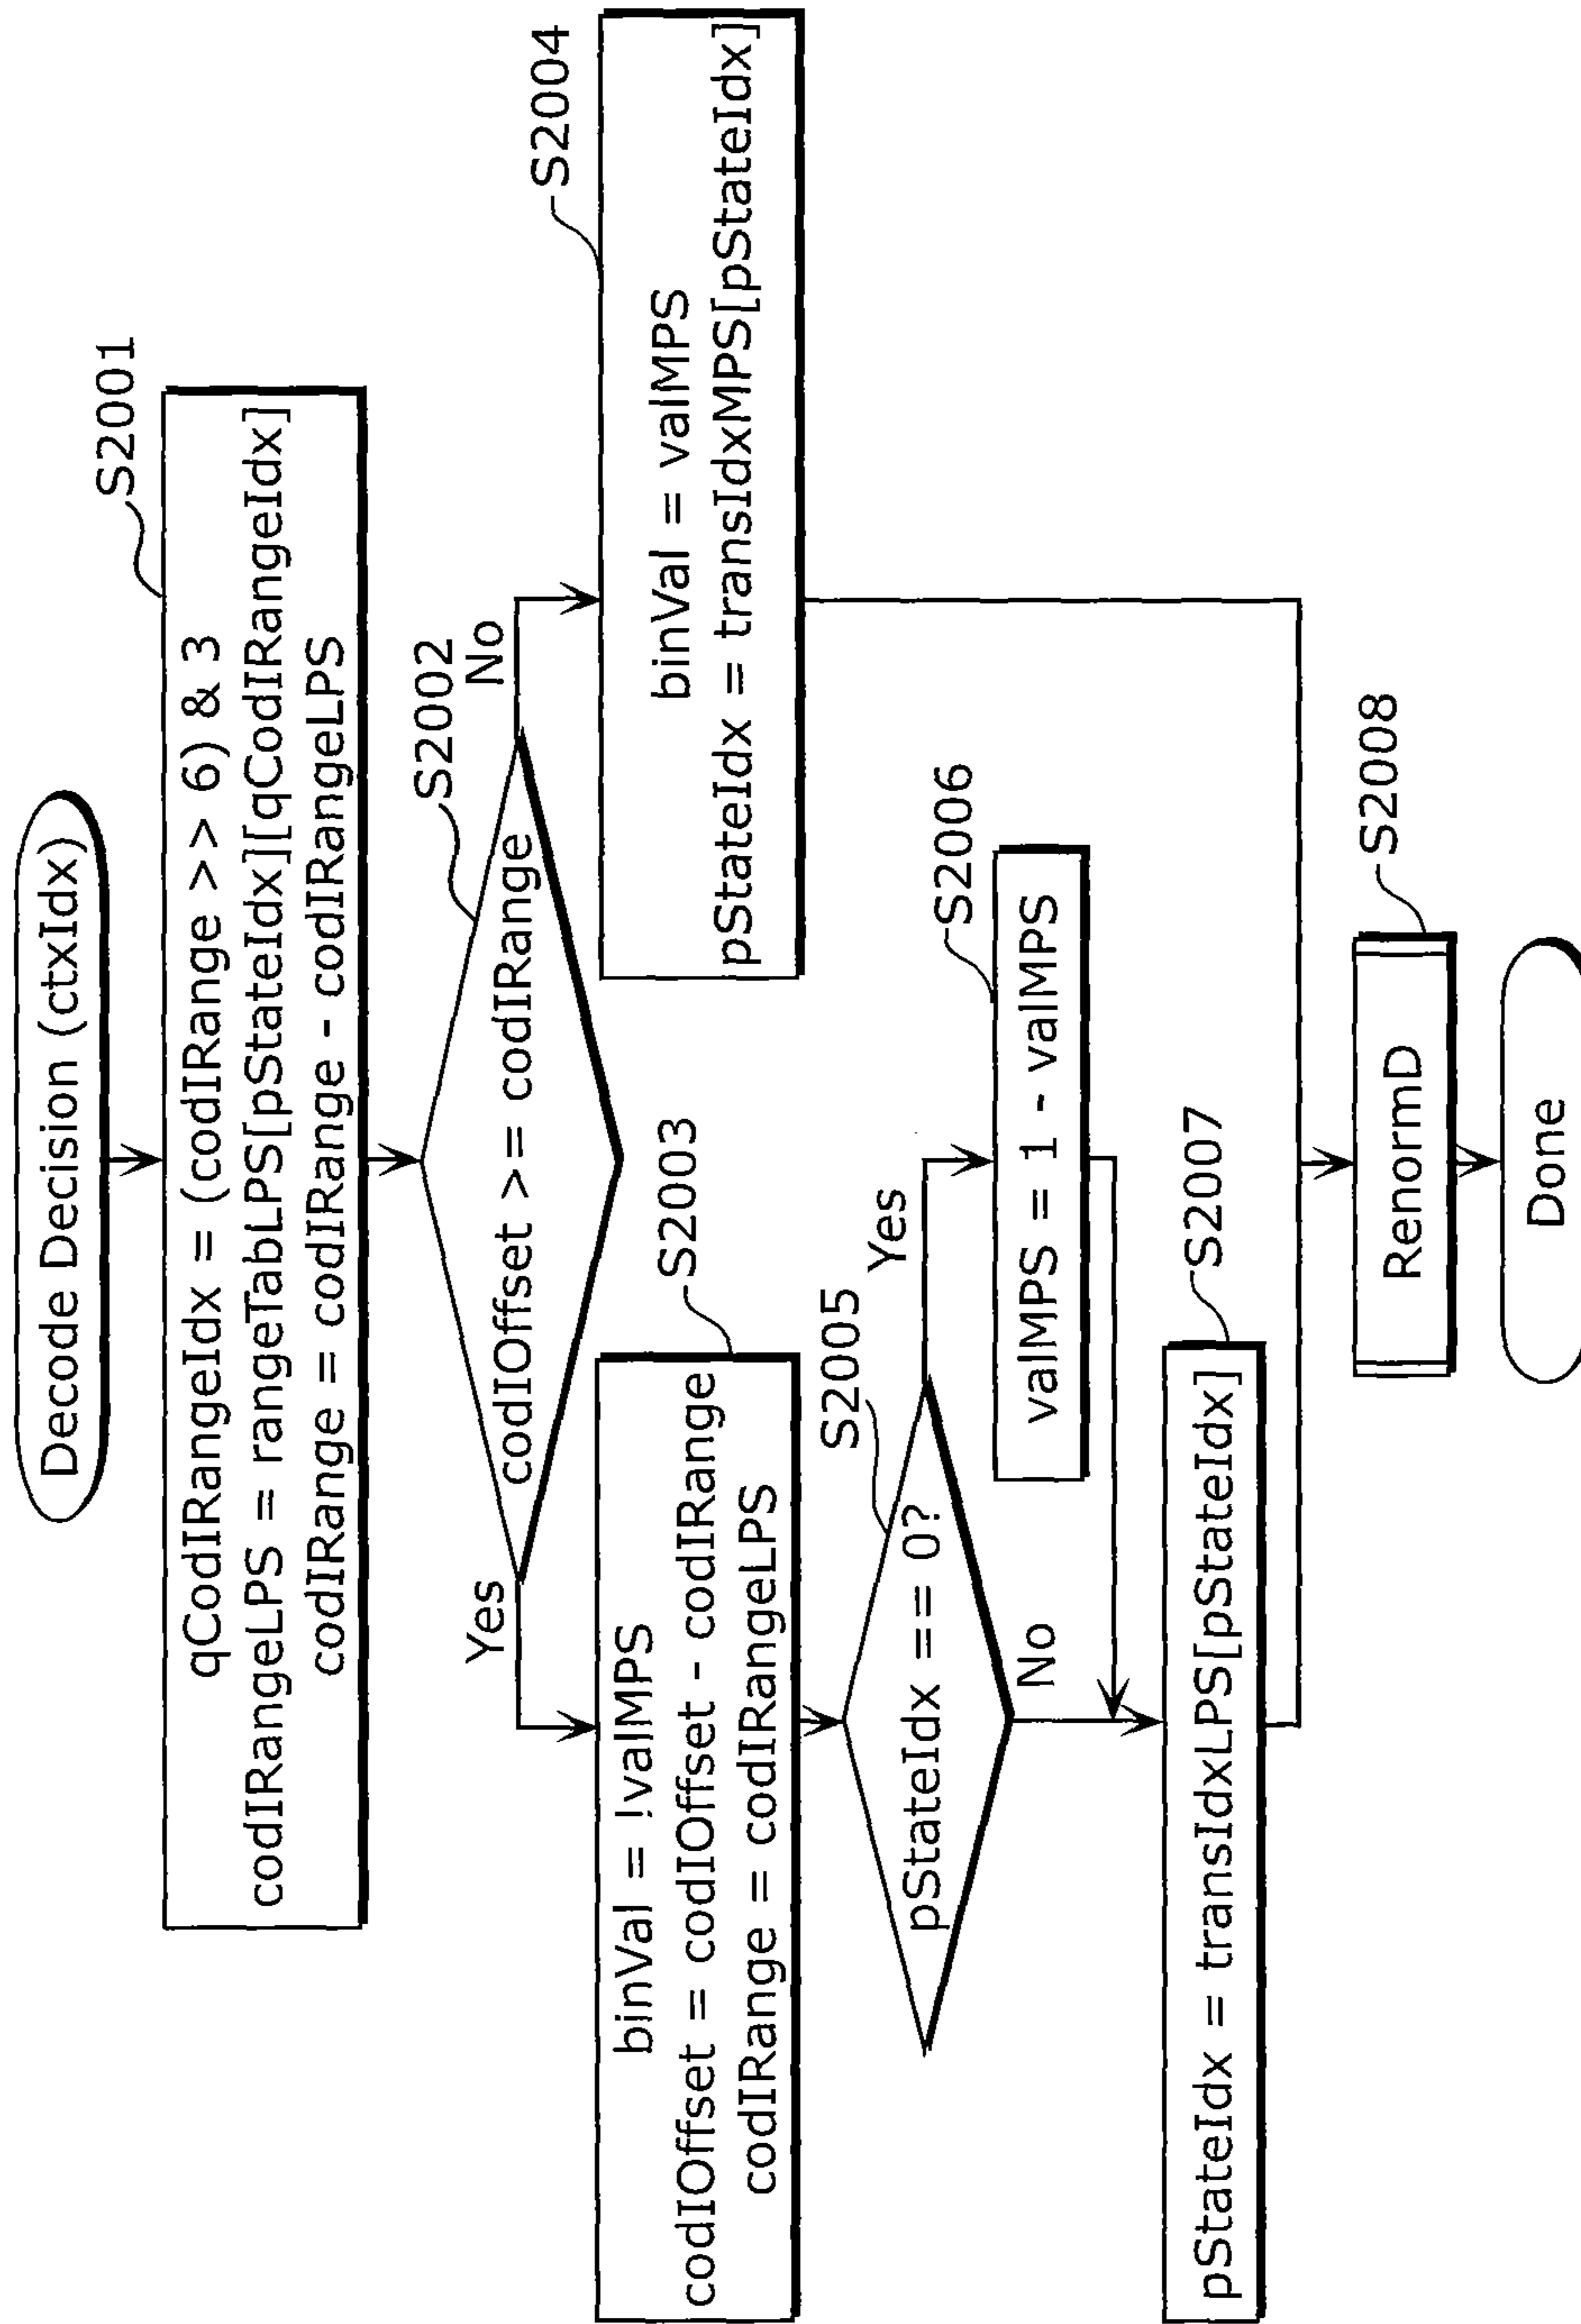 Decode Decision (ctxIdx)
S2001
qCodIRangeIdx = (codIRange >> 6) & 3
codIRangeLPS = rangeTabLPS[pStateIdx][qCodIRangeIdx]
codIRange = codIRange - codIRangeLPS
S2002
codIOffset >= codIRange
Yes
No
S2003
binVal = !valMPS
codIOffset = codIOffset - codIRange
codIRange = codIRangeLPS
S2004
binVal = valMPS
pStateIdx = transIdxMPS[pStateIdx]
S2005
pStateIdx == 0?
Yes
No
S2006
valMPS = 1 - valMPS
S2007
pStateIdx = transIdxLPS[pStateIdx]
S2008
RenormD
Done